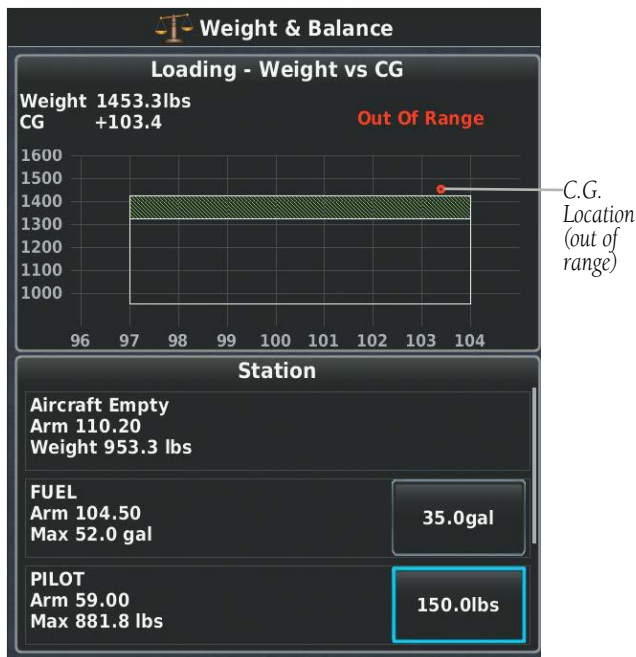 Weight & Balance
Loading - Weight vs CG
Weight 1453.3lbs
CG +103.4
Out Of Range
1600
1500
1400
1300
1200
1100
1000
96 97 98 99 100 101 102 103 104
C.G.
Location
(out of
range)
Station
Aircraft Empty
Arm 110.20
Weight 953.3 lbs
FUEL
Arm 104.50
Max 52.0 gal
35.0gal
PILOT
Arm 59.00
Max 881.8 lbs
150.0lbs